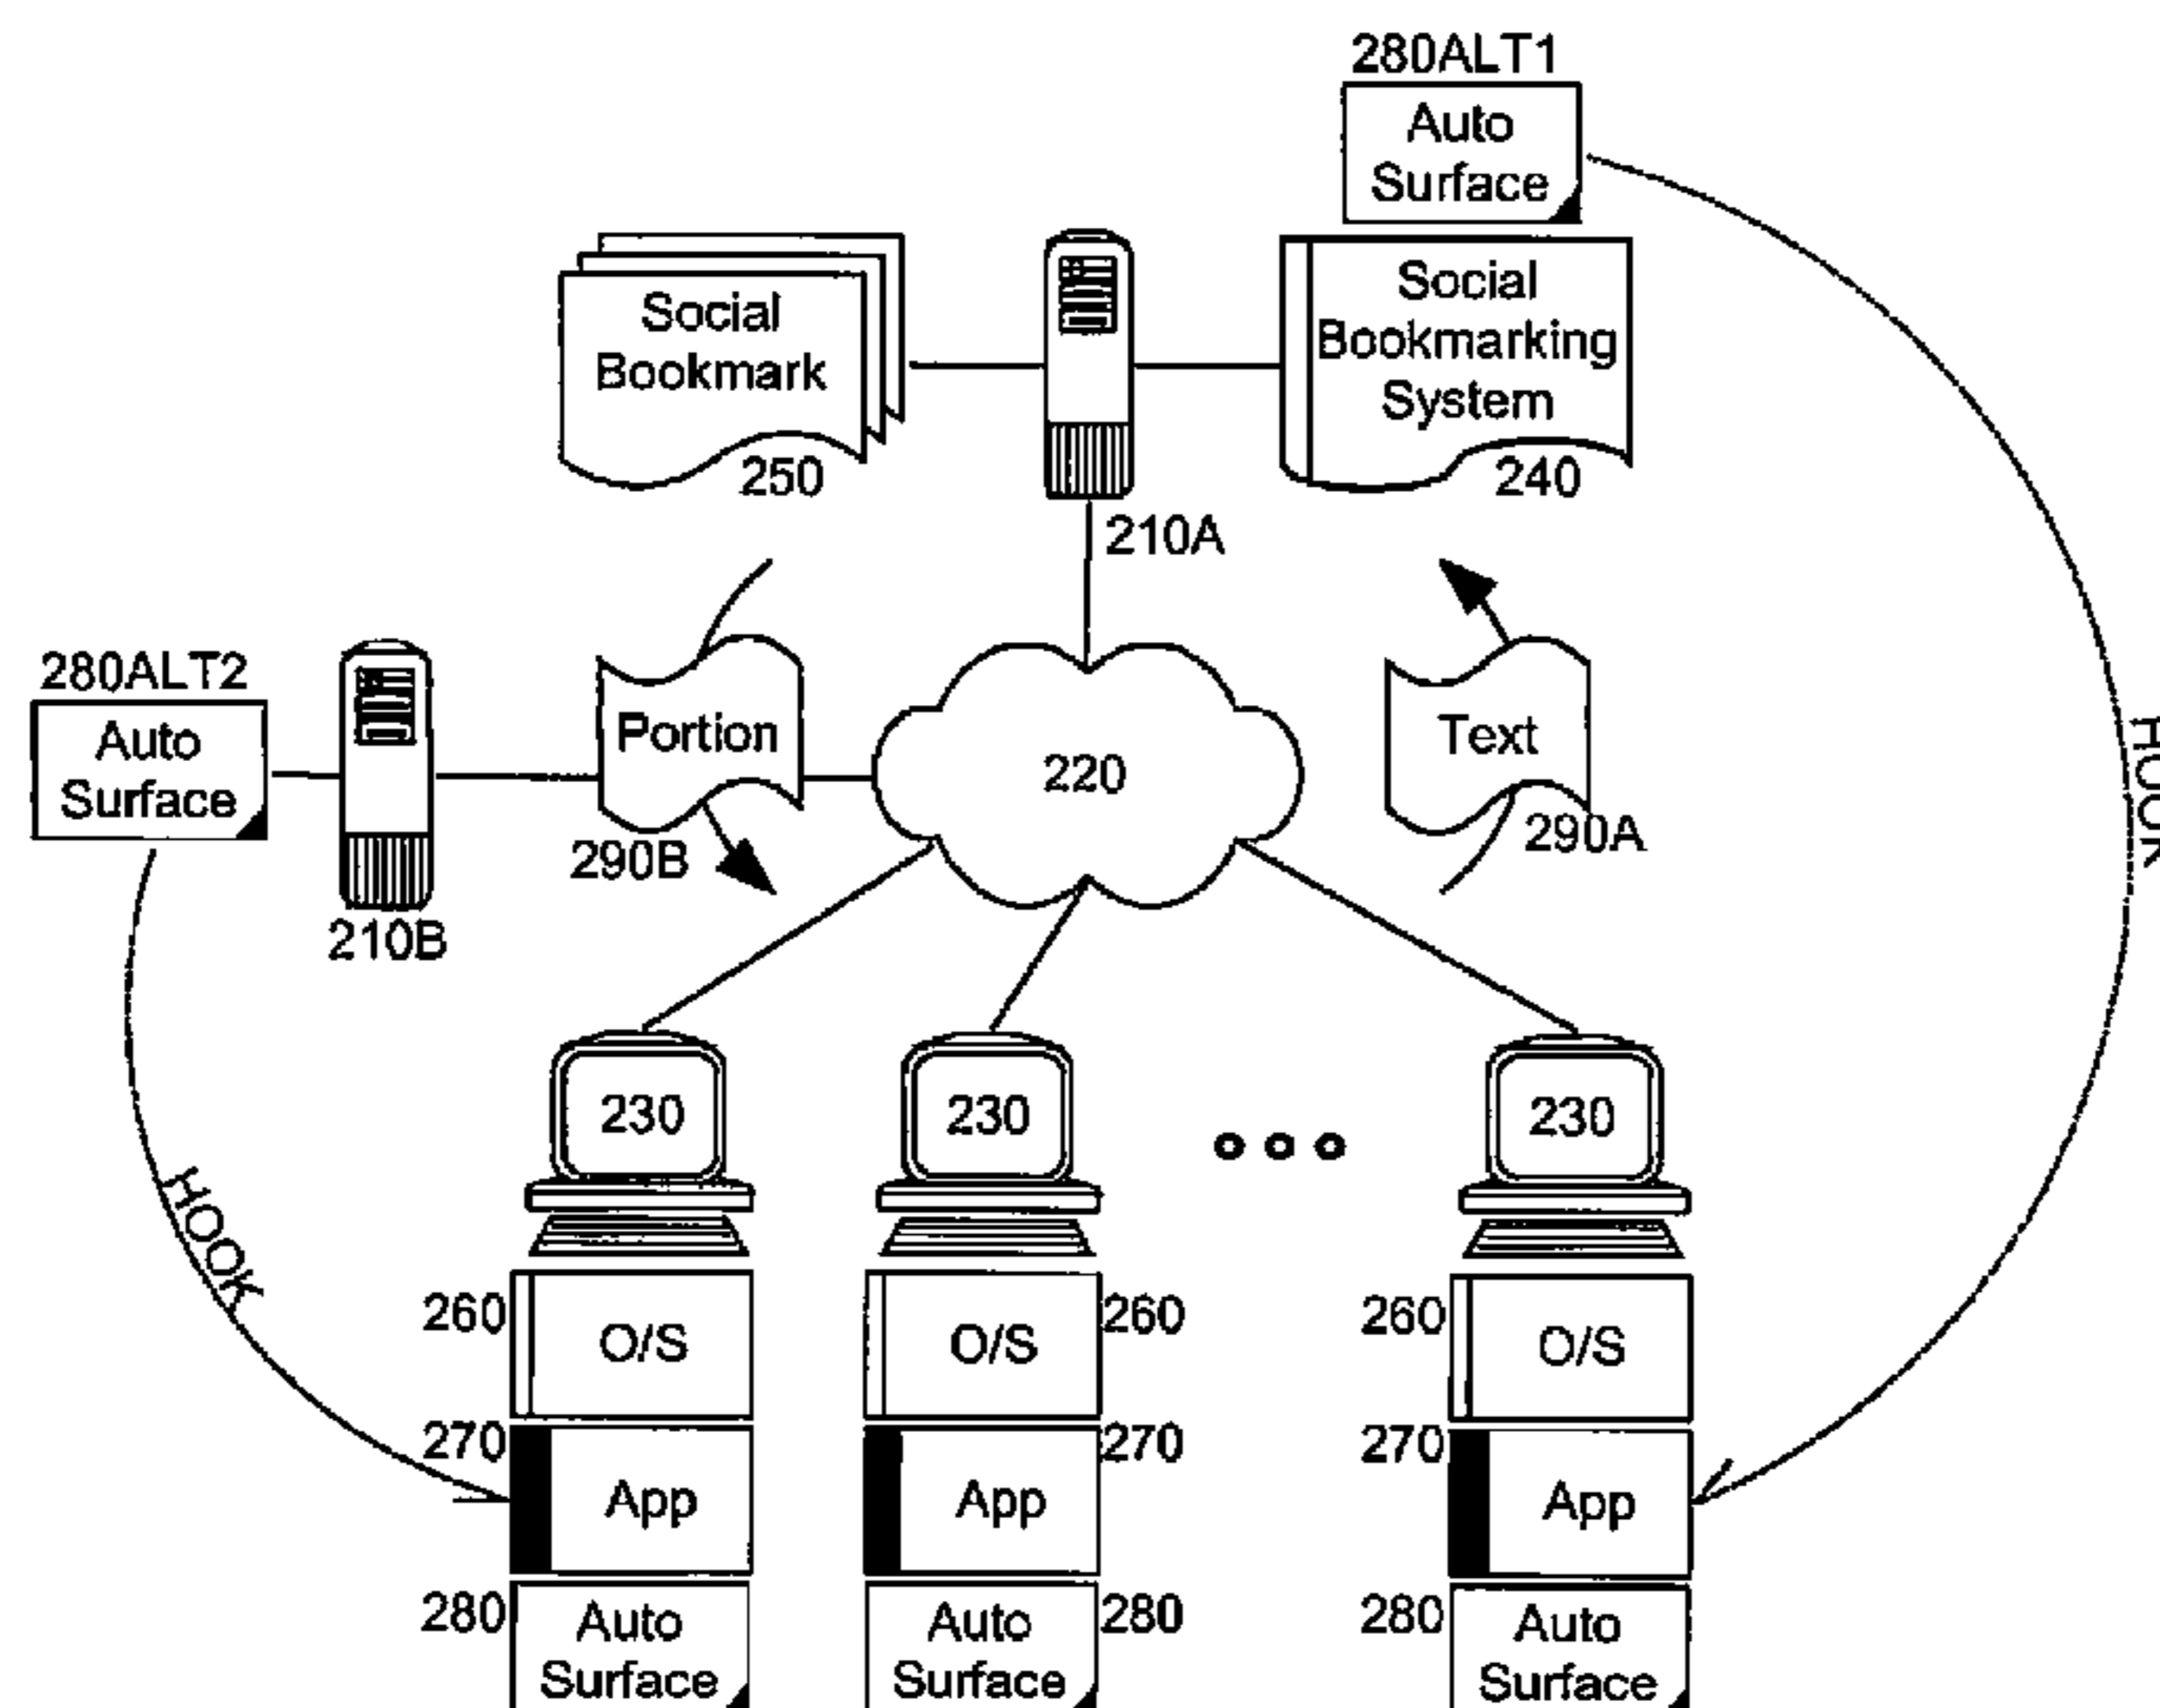 280ALT1
Auto
Surface
Social
Bookmark
250
Social
Bookmarking
System
240
210A
280ALT2
Auto
Surface
210B
Portion
290B
220
Text
290A
HOOK
HOOK
230
230
230
260
O/S
O/S
260
260
O/S
270
App
App
270
270
App
280
Auto
Surface
Auto
Surface
280
280
Auto
Surface